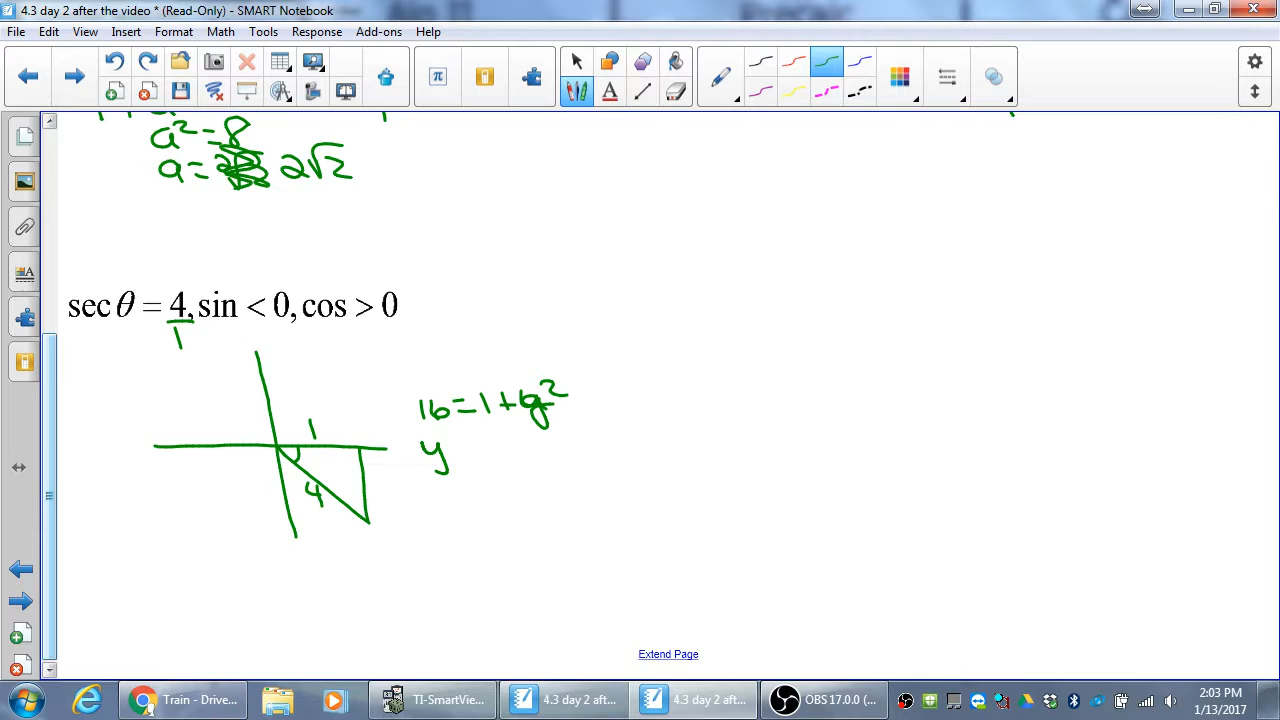 4.3 day 2 after the video * (Read-Only) - SMART Notebook
File Edit View Insert Format Math Tools Response Add-ons Help
a² = 8
a = 2√2
sec θ = 4, sin < 0, cos > 0
1
1
16 = 1 + y²
y
4
Extend Page
Train - Drive...
TI-SmartVie...
4.3 day 2 aft...
4.3 day 2 aft...
OBS 17.0.0 (...
2:03 PM
1/13/2017